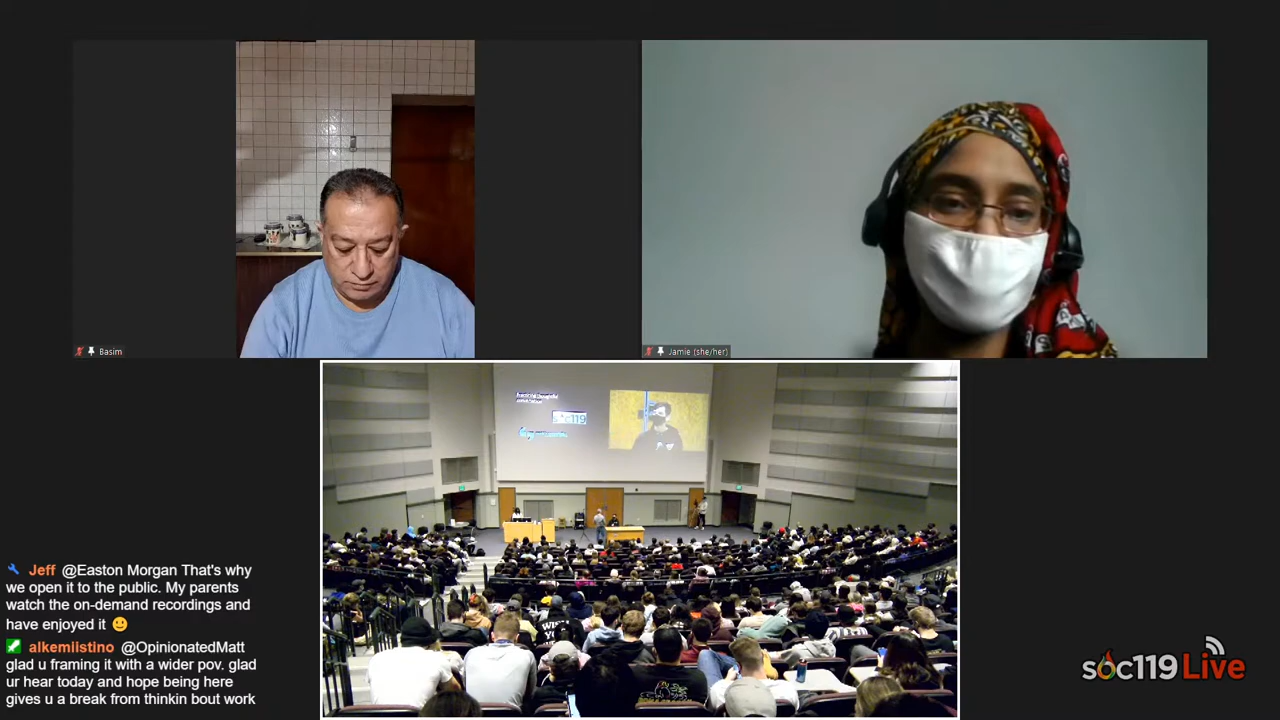 Basim
Jamie (she/her)
soc119
Jeff @Easton Morgan That's why
we open it to the public. My parents
watch the on-demand recordings and
have enjoyed it
alkemiistino @OpinionatedMatt
glad u framing it with a wider pov. glad
ur hear today and hope being here
gives u a break from thinkin bout work
soc119 Live